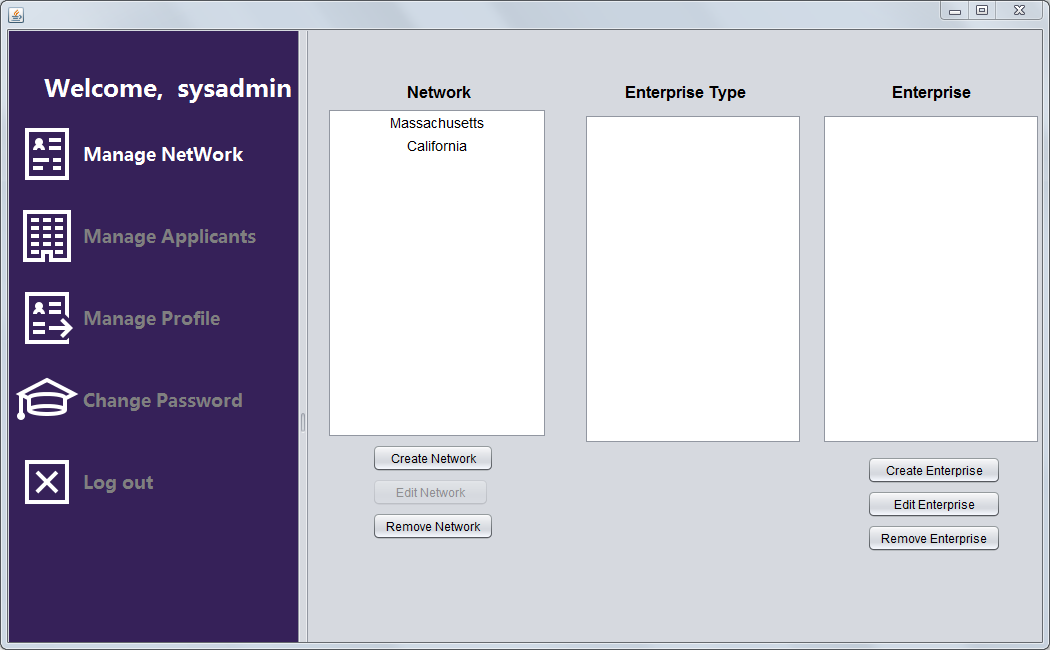 Welcome, sysadmin
Manage NetWork
Manage Applicants
Manage Profile
Change Password
Log out
Network
Massachusetts
California
Create Network
Edit Network
Remove Network
Enterprise Type
Enterprise
Create Enterprise
Edit Enterprise
Remove Enterprise